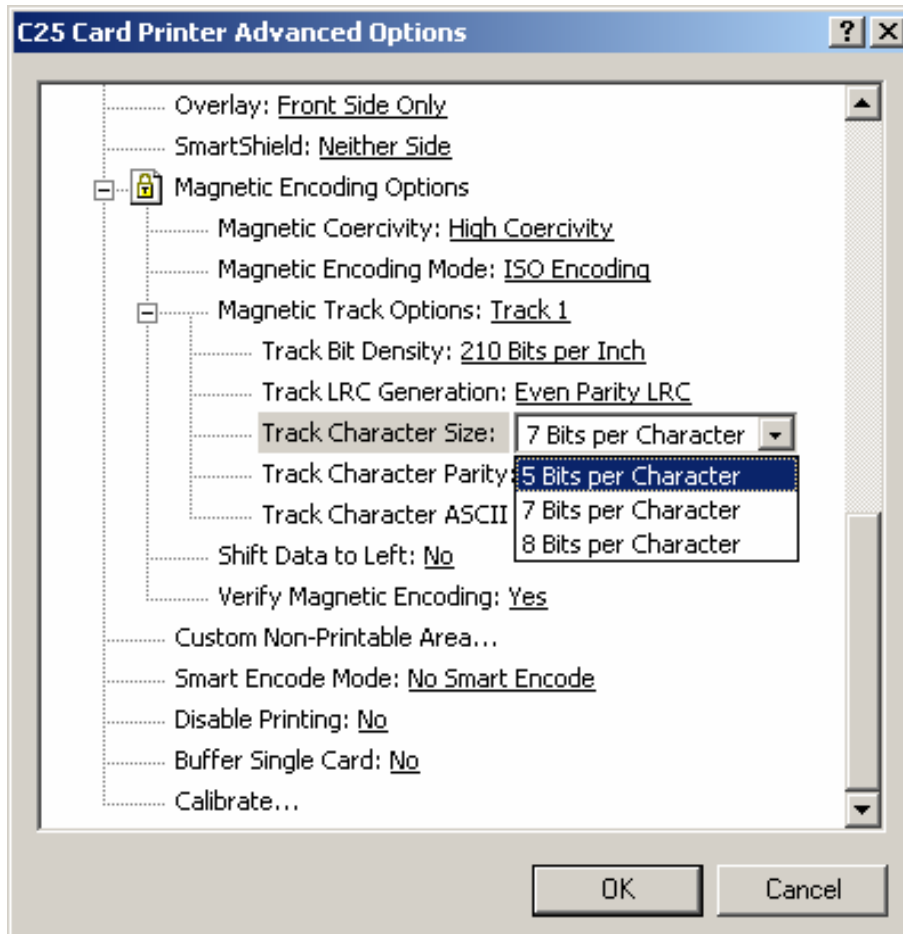 C25 Card Printer Advanced Options
Overlay: Front Side Only
SmartShield: Neither Side
Magnetic Encoding Options
Magnetic Coercivity: High Coercivity
Magnetic Encoding Mode: ISO Encoding
Magnetic Track Options: Track 1
Track Bit Density: 210 Bits per Inch
Track LRC Generation: Even Parity LRC
Track Character Size: 7 Bits per Character
Track Character Parity: 5 Bits per Character
Track Character ASCII 7 Bits per Character
8 Bits per Character
Shift Data to Left: No
Verify Magnetic Encoding: Yes
Custom Non-Printable Area...
Smart Encode Mode: No Smart Encode
Disable Printing: No
Buffer Single Card: No
Calibrate...
OK Cancel